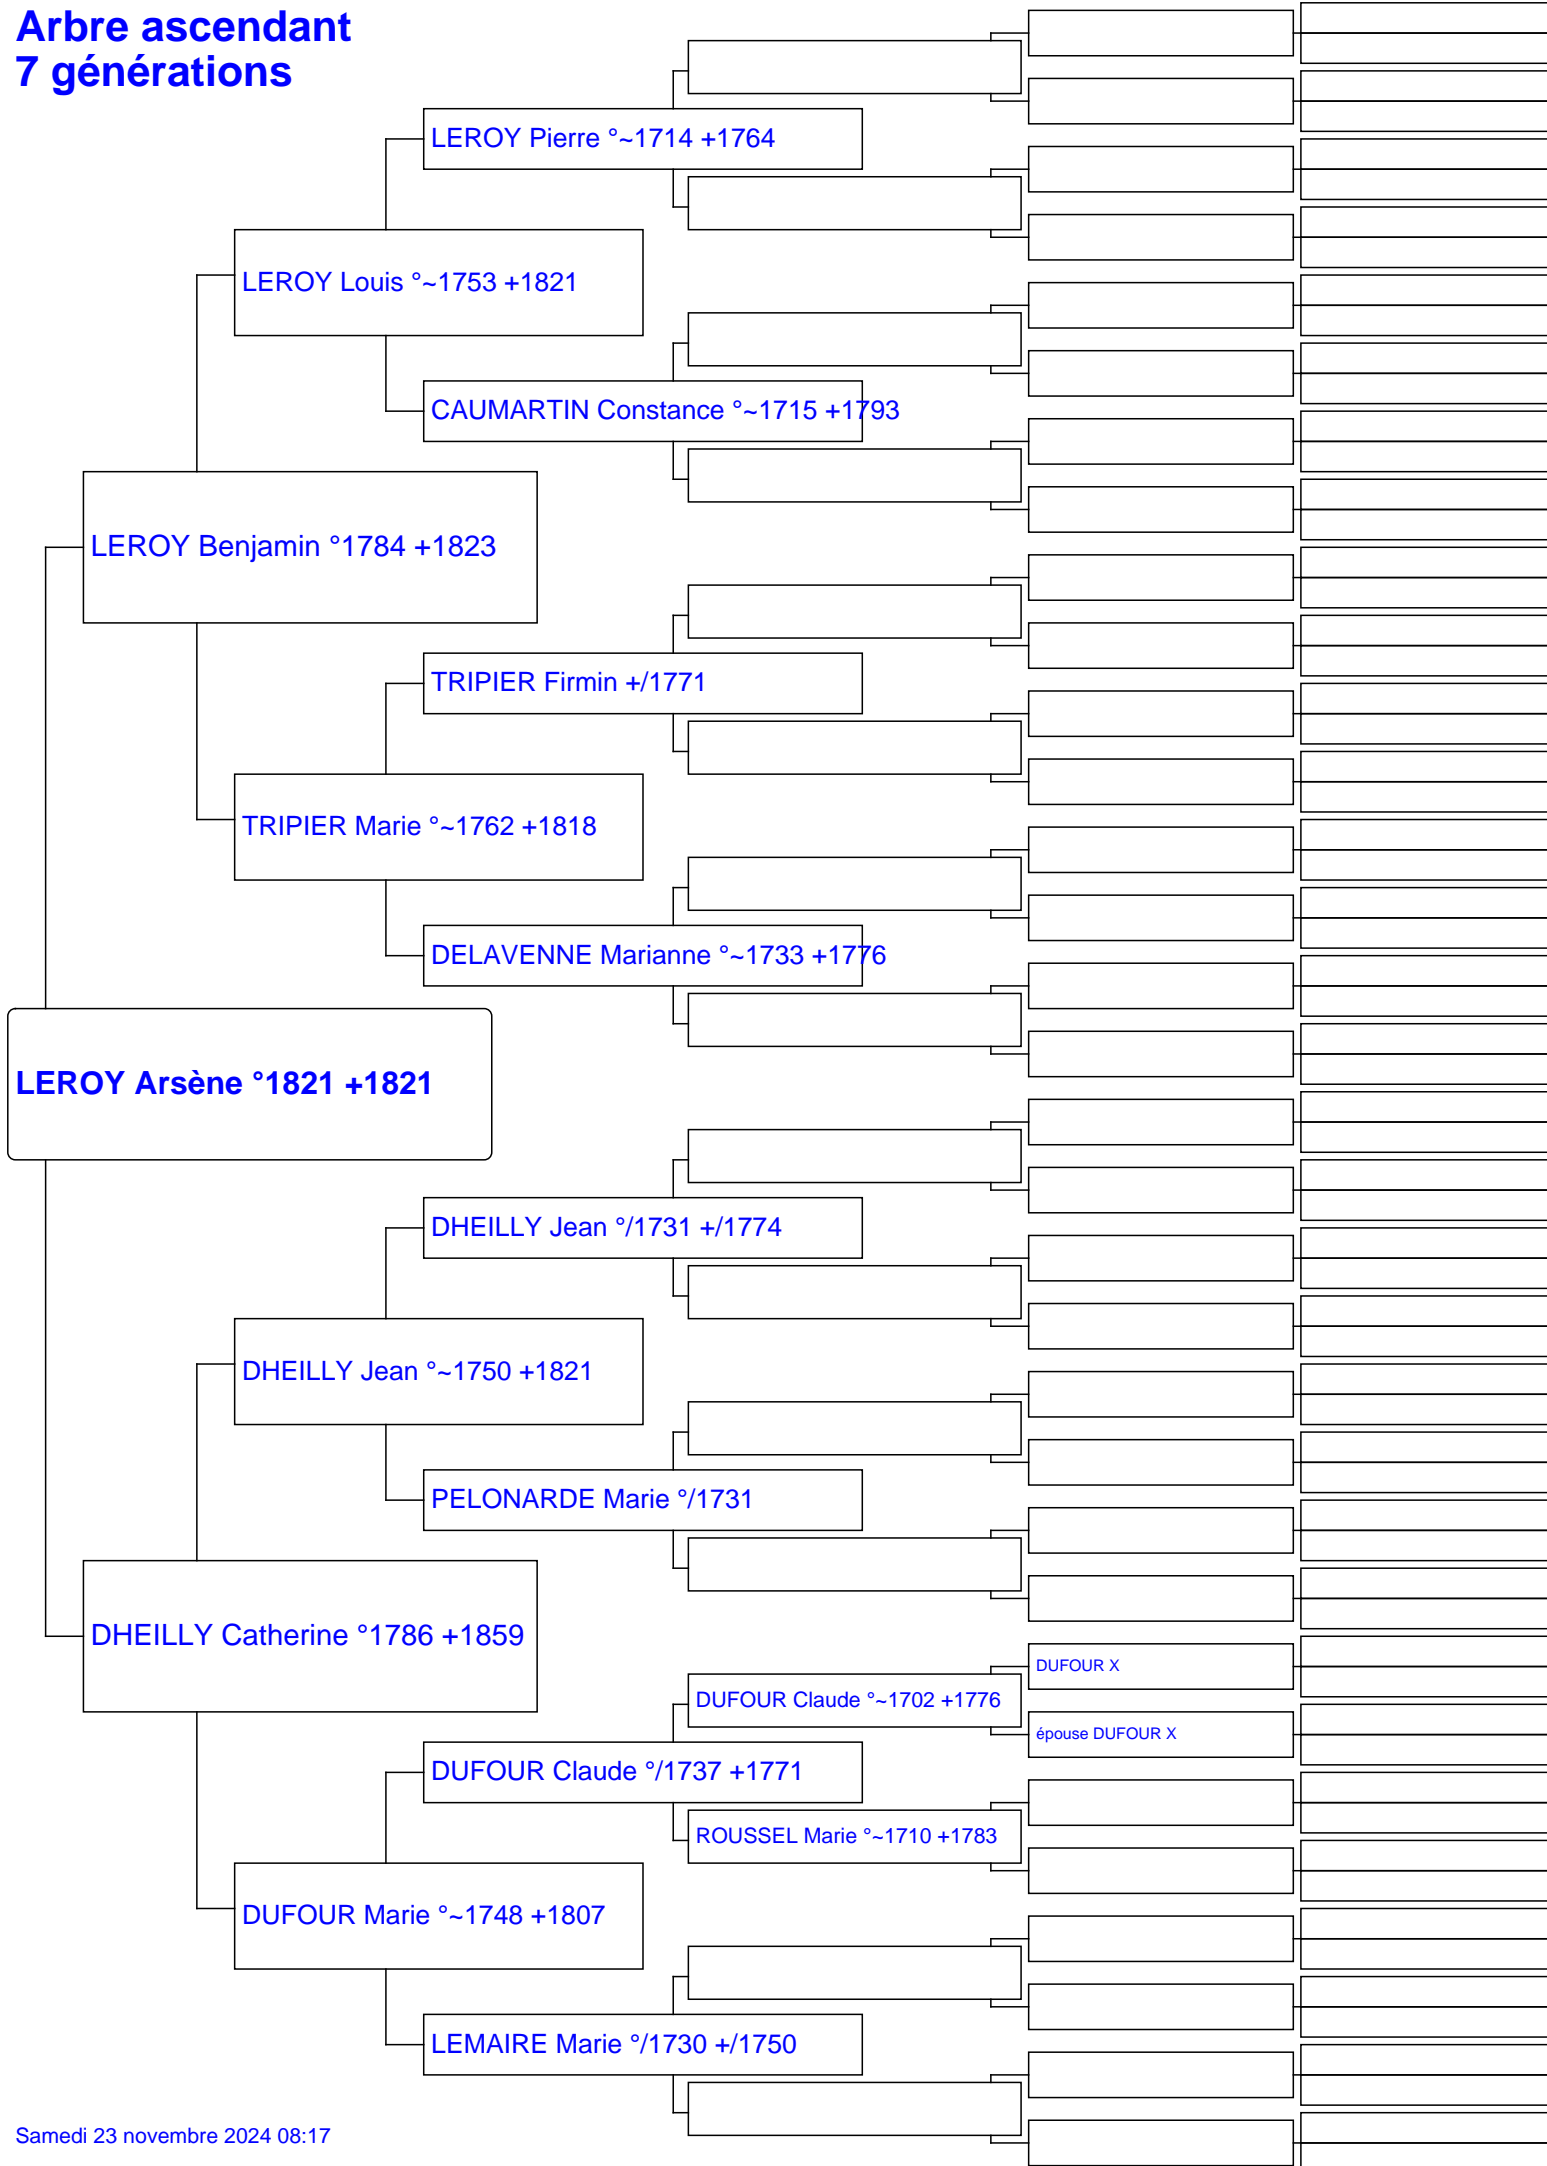 Arbre ascendant
7 générations
LEROY Pierre °~1714 +1764
LEROY Louis °~1753 +1821
CAUMARTIN Constance °~1715 +1793
LEROY Benjamin °1784 +1823
TRIPIER Firmin +/1771
TRIPIER Marie °~1762 +1818
DELAVENNE Marianne °~1733 +1776
LEROY Arsène °1821 +1821
DHEILLY Jean °/1731 +/1774
DHEILLY Jean °~1750 +1821
PELONARDE Marie °/1731
DHEILLY Catherine °1786 +1859
DUFOUR X
DUFOUR Claude °~1702 +1776
épouse DUFOUR X
DUFOUR Claude °/1737 +1771
ROUSSEL Marie °~1710 +1783
DUFOUR Marie °~1748 +1807
LEMAIRE Marie °/1730 +/1750
Samedi 23 novembre 2024 08:17